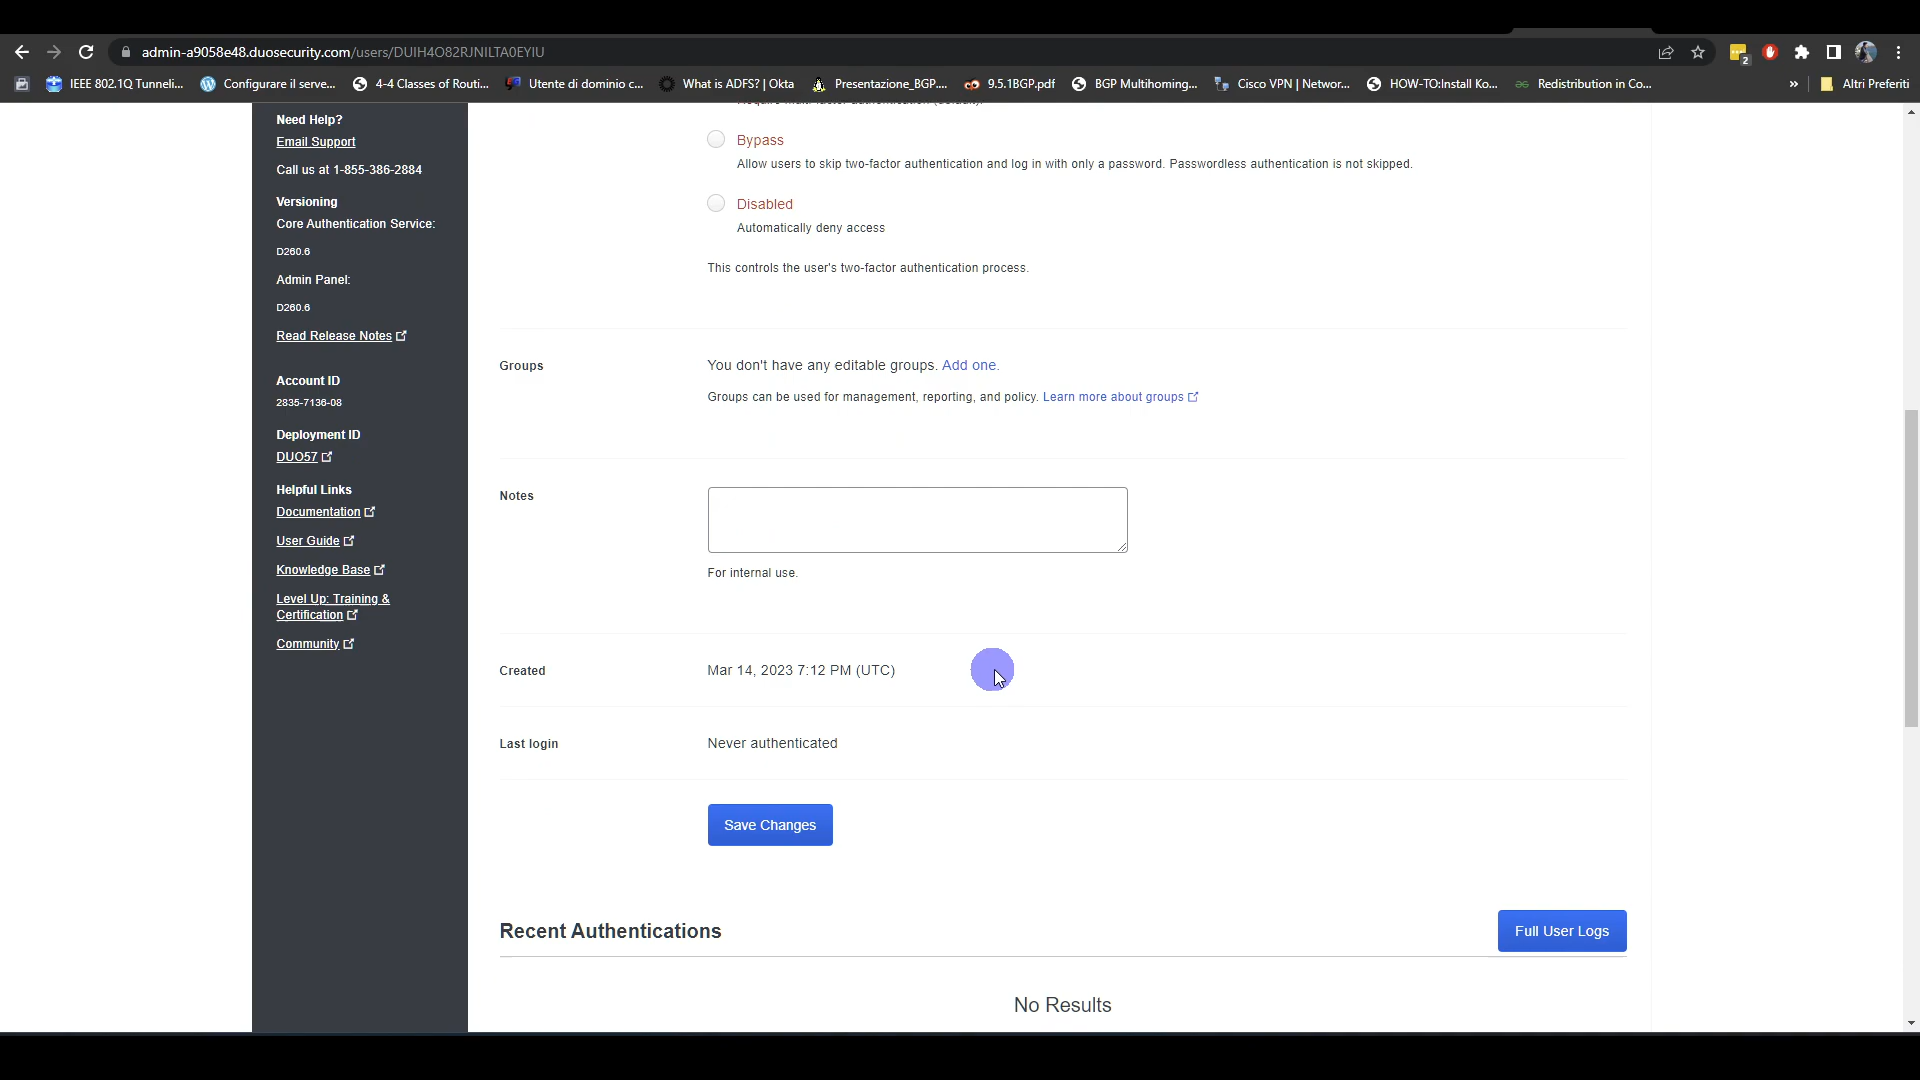 admin-a9058e48.duosecurity.com/users/DUIH4O82RJNILTA0EYIU
2
IEEE 802.1Q Tunneli...
Configurare il serve...
4-4 Classes of Routi...
Utente di dominio c...
What is ADFS? | Okta
Presentazione_BGP....
9.5.1BGP.pdf
BGP Multihoming...
Cisco VPN | Networ...
HOW-TO:Install Ko...
Redistribution in Co...
»
Altri Preferiti
Need Help?
Email Support
Call us at 1-855-386-2884
Versioning
Core Authentication Service:
D260.6
Admin Panel:
D260.6
Read Release Notes
Account ID
2835-7136-08
Deployment ID
DUO57
Helpful Links
Documentation
User Guide
Knowledge Base
Level Up: Training &
Certification
Community
Bypass
Allow users to skip two-factor authentication and log in with only a password. Passwordless authentication is not skipped.
Disabled
Automatically deny access
This controls the user's two-factor authentication process.
Groups
You don't have any editable groups. Add one.
Groups can be used for management, reporting, and policy. Learn more about groups
Notes
For internal use.
Created
Mar 14, 2023 7:12 PM (UTC)
Last login
Never authenticated
Save Changes
Recent Authentications
Full User Logs
No Results